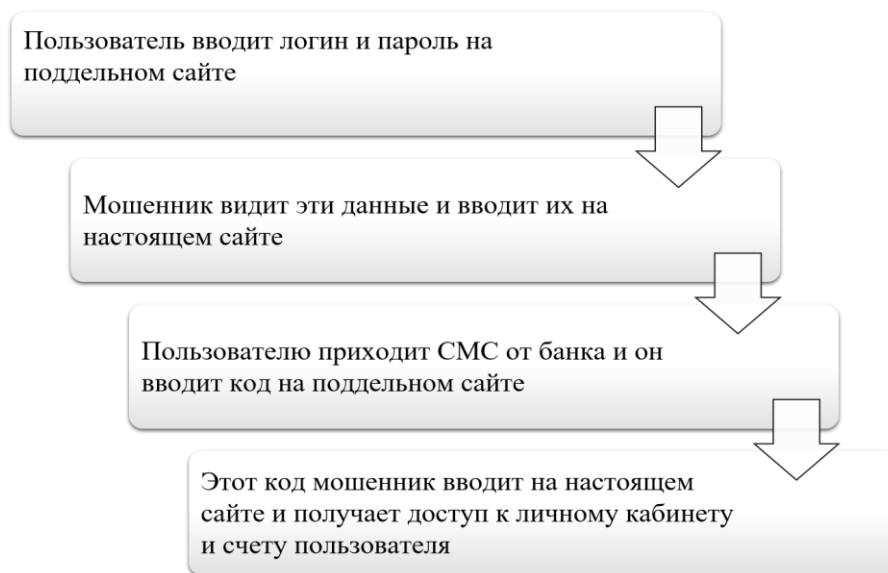 Пользователь вводит логин и пароль на
поддельном сайте
Мошенник видит эти данные и вводит их на
настоящем сайте
Пользователю приходит СМС от банка и он
вводит код на поддельном сайте
Этот код мошенник вводит на настоящем
сайте и получает доступ к личному кабинету
и счету пользователя